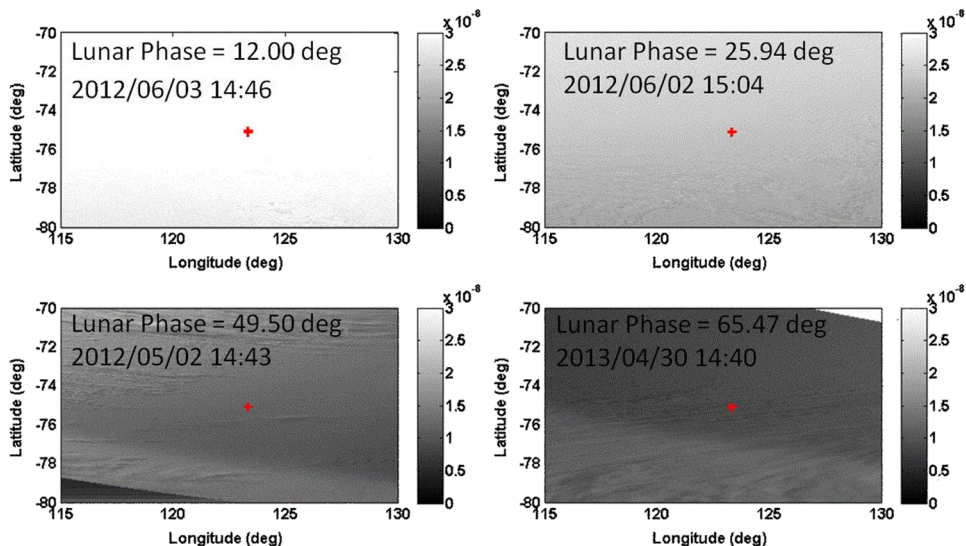 x 10⁻⁸
Lunar Phase = 12.00 deg
2012/06/03 14:46
Latitude (deg)
-70
-72
-74
-76
-78
-80
115 120 125 130
Longitude (deg)
3
2.5
2
1.5
1
0.5
0
x 10⁻⁸
Lunar Phase = 25.94 deg
2012/06/02 15:04
Latitude (deg)
-70
-72
-74
-76
-78
-80
115 120 125 130
Longitude (deg)
3
2.5
2
1.5
1
0.5
0
x 10⁻⁸
Lunar Phase = 49.50 deg
2012/05/02 14:43
Latitude (deg)
-70
-72
-74
-76
-78
-80
115 120 125 130
Longitude (deg)
3
2.5
2
1.5
1
0.5
0
x 10⁻⁸
Lunar Phase = 65.47 deg
2013/04/30 14:40
Latitude (deg)
-70
-72
-74
-76
-78
-80
115 120 125 130
Longitude (deg)
3
2.5
2
1.5
1
0.5
0